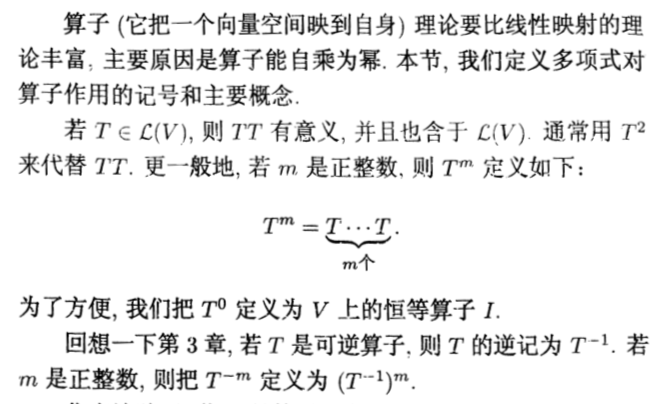 算子 (它把一个向量空间映到自身) 理论要比线性映射的理
论丰富, 主要原因是算子能自乘为幂. 本节, 我们定义多项式对
算子作用的记号和主要概念.
若 T ∈ L(V), 则 TT 有意义, 并且也含于 L(V). 通常用 T²
来代替 TT. 更一般地, 若 m 是正整数, 则 Tᵐ 定义如下:
Tᵐ = T⋯T.
m个
为了方便, 我们把 T⁰ 定义为 V 上的恒等算子 I.
回想一下第 3 章, 若 T 是可逆算子, 则 T 的逆记为 T⁻¹. 若
m 是正整数, 则把 T⁻ᵐ 定义为 (T⁻¹)ᵐ.